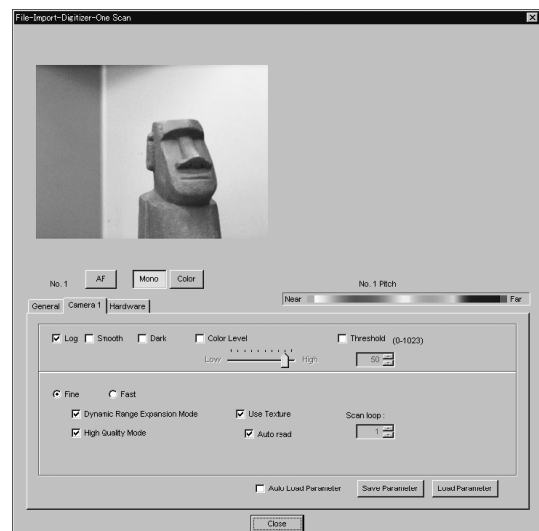 File-Import-Digitizer-One Scan
No. 1 AF Mono Color
No. 1 Pitch
Near Far
General Camera 1 Hardware
Log Smooth Dark Color Level Threshold (0-1023)
Low High 50
Fine Fast
Dynamic Range Expansion Mode Use Texture Scan loop :
High Quality Mode Auto read 1
Auto Load Parameter Save Parameter Load Parameter
Close